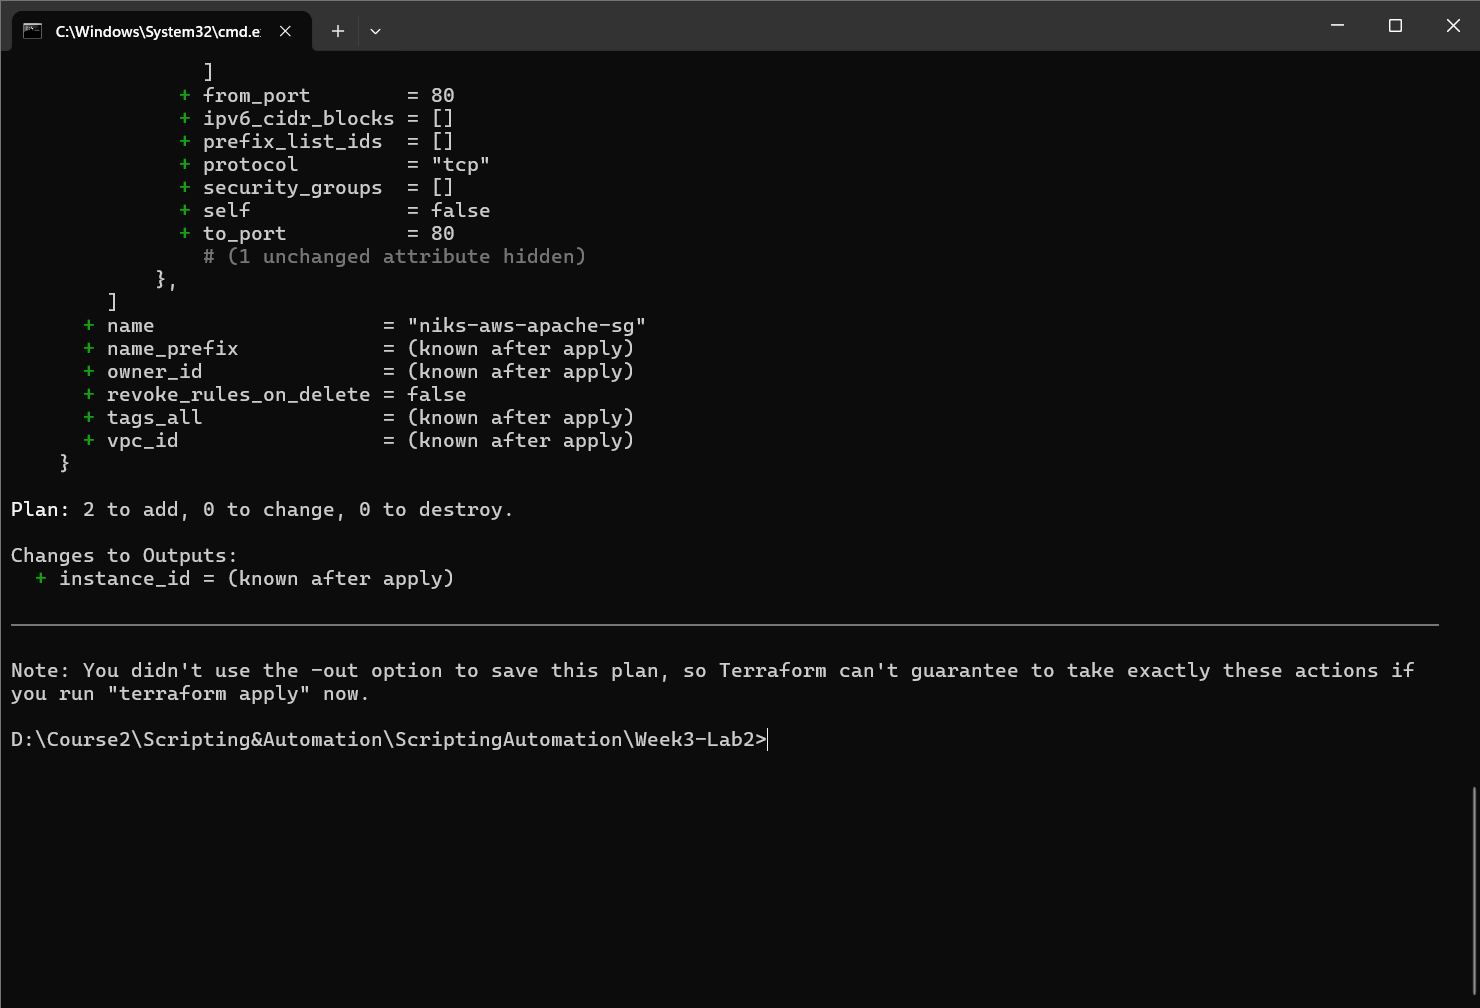 C:\Windows\System32\cmd.e
                ]
              + from_port        = 80
              + ipv6_cidr_blocks = []
              + prefix_list_ids  = []
              + protocol         = "tcp"
              + security_groups  = []
              + self             = false
              + to_port          = 80
                # (1 unchanged attribute hidden)
            },
        ]
      + name                   = "niks-aws-apache-sg"
      + name_prefix            = (known after apply)
      + owner_id               = (known after apply)
      + revoke_rules_on_delete = false
      + tags_all               = (known after apply)
      + vpc_id                 = (known after apply)
    }
Plan: 2 to add, 0 to change, 0 to destroy.
Changes to Outputs:
  + instance_id = (known after apply)
Note: You didn't use the -out option to save this plan, so Terraform can't guarantee to take exactly these actions if
you run "terraform apply" now.
D:\Course2\Scripting&Automation\ScriptingAutomation\Week3-Lab2>